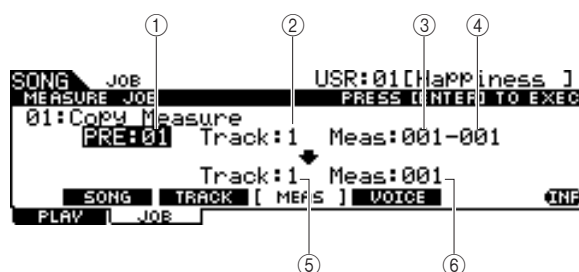 ① ② ③ ④
SONG JOB USR:01[Happiness ]
MEASURE JOB PRESS [ENTER] TO EXEC
01:Copy Measure
PRE:01 Track:1 Meas:001-001
Track:1 Meas:001
SONG TRACK [ MEAS ] VOICE INF
PLAY JOB
⑤ ⑥